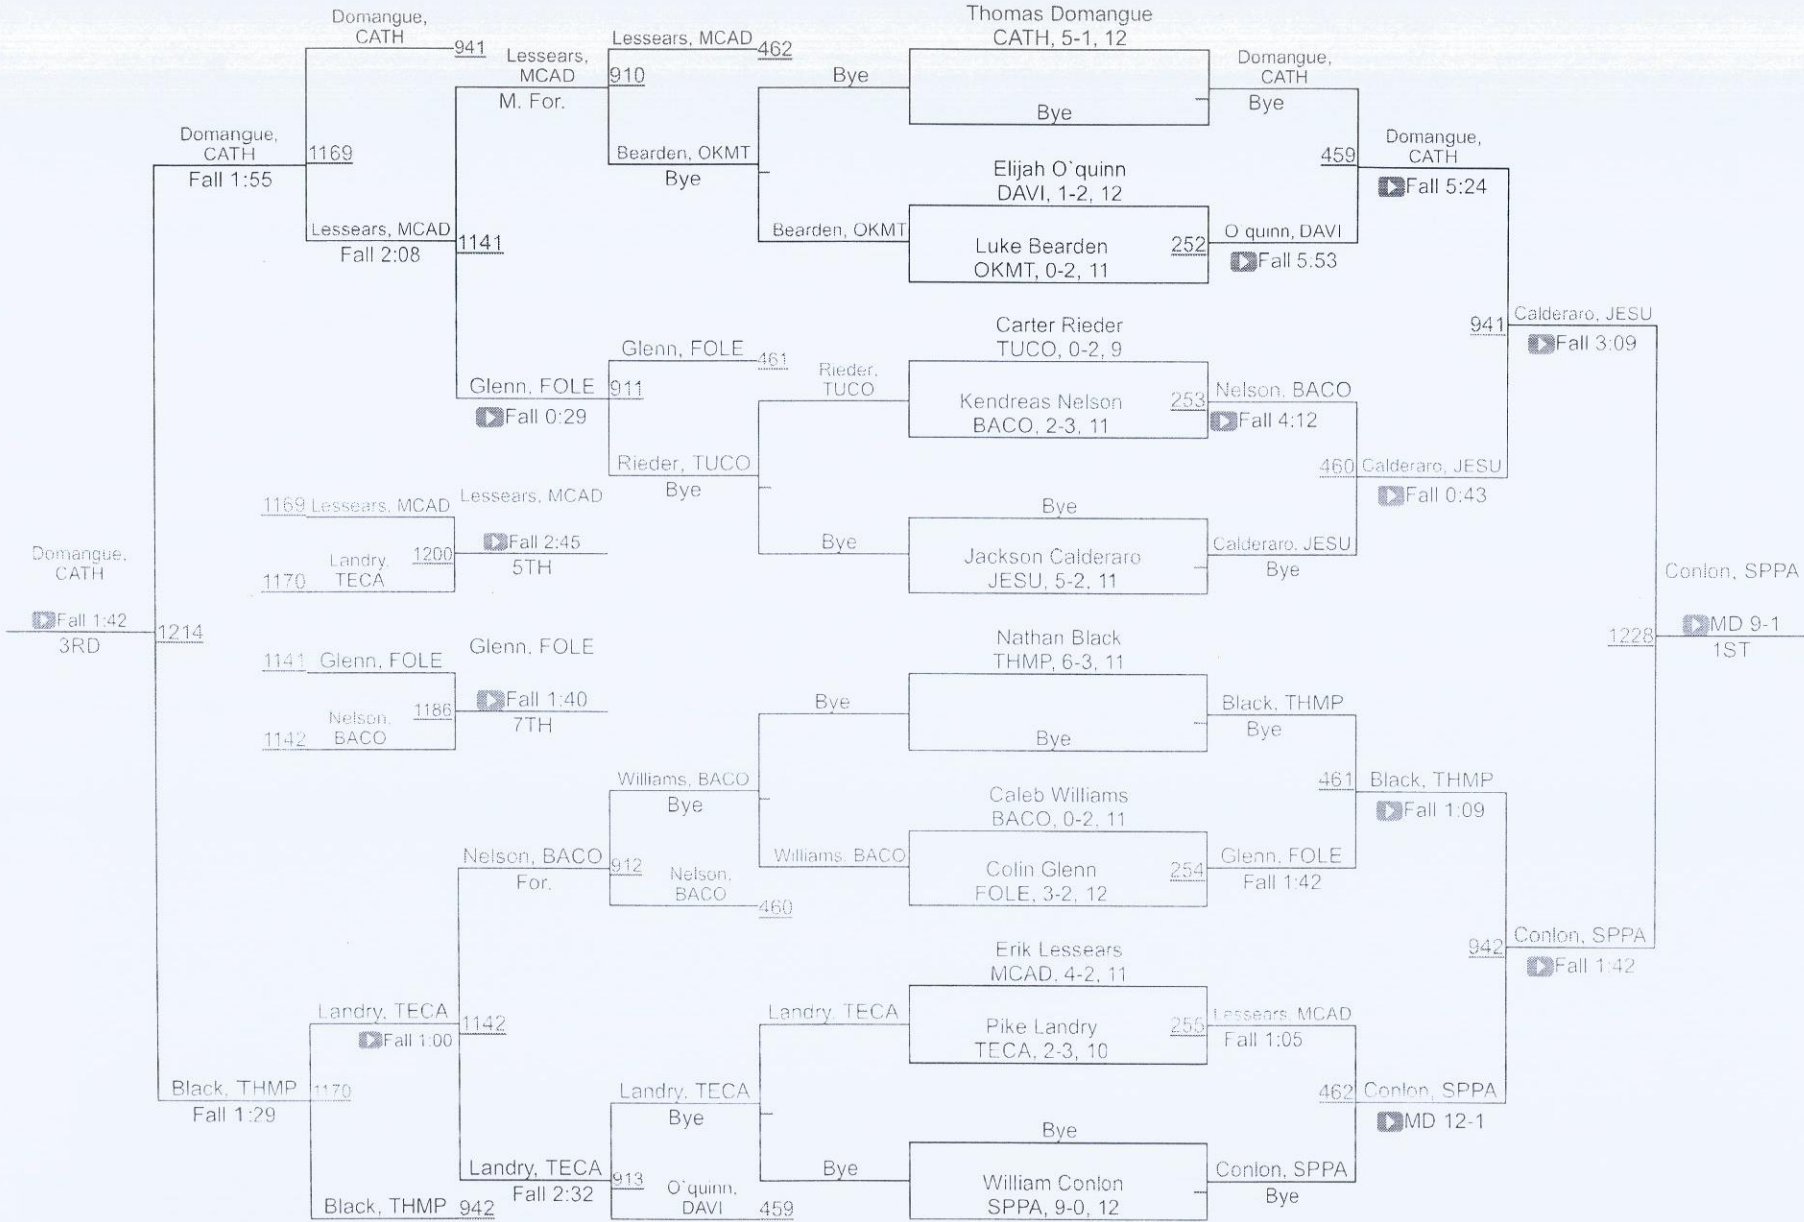 Domangue,
CATH
941
1169
Domangue,
CATH
Fall 1:55
Lessears, MCAD
Fall 2:08
1141
Lessears,
MCAD
M. For.
910
Lessears, MCAD
462
Bearden, OKMT
Bye
Bye
Bearden, OKMT
Glenn, FOLE
Fall 0:29
911
Glenn, FOLE
461
Rieder, TUCO
Bye
Rieder,
TUCO
Bye
1169
Lessears, MCAD
1170
Landry,
TECA
1200
Lessears, MCAD
Fall 2:45
5TH
Domangue,
CATH
Fall 1:42
3RD
1214
1141
Glenn, FOLE
1142
Nelson,
BACO
1186
Glenn, FOLE
Fall 1:40
7TH
Williams, BACO
Bye
Bye
Williams, BACO
Nelson, BACO
For.
912
Nelson,
BACO
460
Landry, TECA
Fall 1:00
1142
Black, THMP
Fall 1:29
1170
Black, THMP
942
Landry, TECA
Fall 2:32
913
Landry, TECA
Bye
Landry, TECA
Bye
O`quinn,
DAVI
459
Thomas Domangue
CATH, 5-1, 12
Bye
Elijah O`quinn
DAVI, 1-2, 12
Luke Bearden
OKMT, 0-2, 11
252
Carter Rieder
TUCO, 0-2, 9
Kendreas Nelson
BACO, 2-3, 11
253
Bye
Jackson Calderaro
JESU, 5-2, 11
Nathan Black
THMP, 6-3, 11
Bye
Caleb Williams
BACO, 0-2, 11
Colin Glenn
FOLE, 3-2, 12
254
Erik Lessears
MCAD, 4-2, 11
Pike Landry
TECA, 2-3, 10
255
Bye
William Conlon
SPPA, 9-0, 12
Domangue,
CATH
Bye
459
O quinn, DAVI
Fall 5:53
Nelson, BACO
Fall 4:12
460
Calderaro, JESU
Bye
Black, THMP
Bye
461
Glenn, FOLE
Fall 1:42
Lessears, MCAD
Fall 1:05
462
Conlon, SPPA
Bye
Domangue,
CATH
Fall 5:24
941
Calderaro, JESU
Fall 0:43
Black, THMP
Fall 1:09
942
Conlon, SPPA
MD 12-1
Calderaro, JESU
Fall 3:09
1228
Conlon, SPPA
Fall 1:42
Conlon, SPPA
MD 9-1
1ST